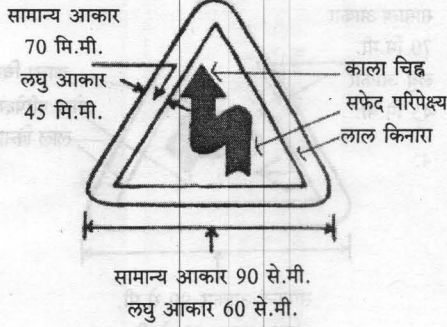 सामान्य आकार
70 मि.मी.
लघु आकार
45 मि.मी.
काला चिह्न
सफेद परिपेक्ष्य
लाल किनारा
सामान्य आकार 90 से.मी.
लघु आकार 60 से.मी.